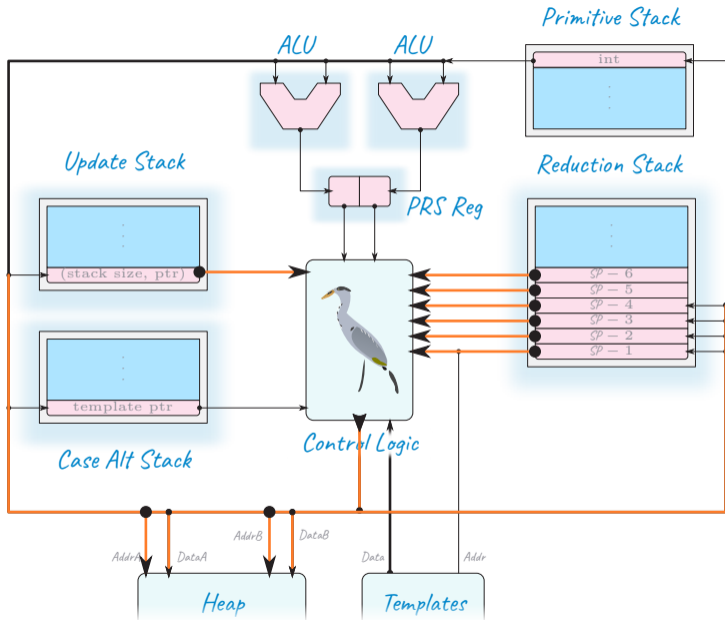 Primitive Stack
ALU
ALU
int
Update Stack
Reduction Stack
PRS Reg
(stack size, ptr)
SP − 6
SP − 5
SP − 4
SP − 3
SP − 2
SP − 1
template ptr
Control Logic
Case Alt Stack
AddrA
DataA
AddrB
DataB
Data
Addr
Heap
Templates